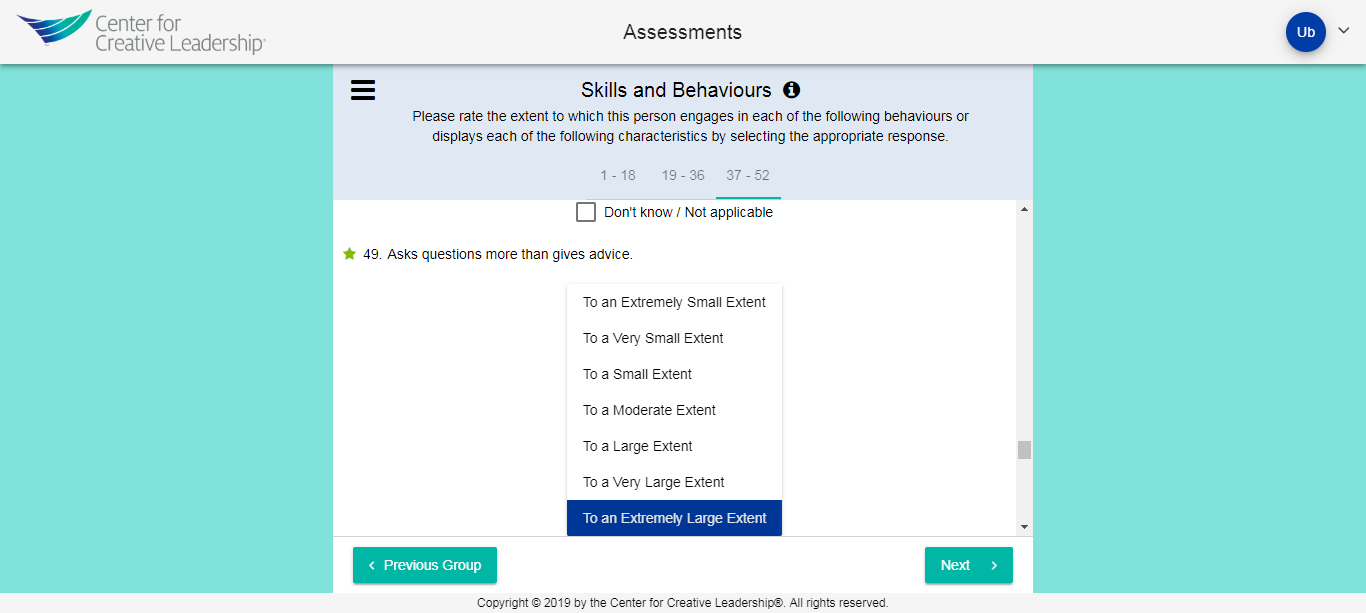 Center for
Creative Leadership®
Assessments
Ub
Skills and Behaviours
Please rate the extent to which this person engages in each of the following behaviours or
displays each of the following characteristics by selecting the appropriate response.
1 - 18 19 - 36 37 - 52
Don't know / Not applicable
49. Asks questions more than gives advice.
To an Extremely Small Extent
To a Very Small Extent
To a Small Extent
To a Moderate Extent
To a Large Extent
To a Very Large Extent
To an Extremely Large Extent
Previous Group
Next
Copyright © 2019 by the Center for Creative Leadership®. All rights reserved.